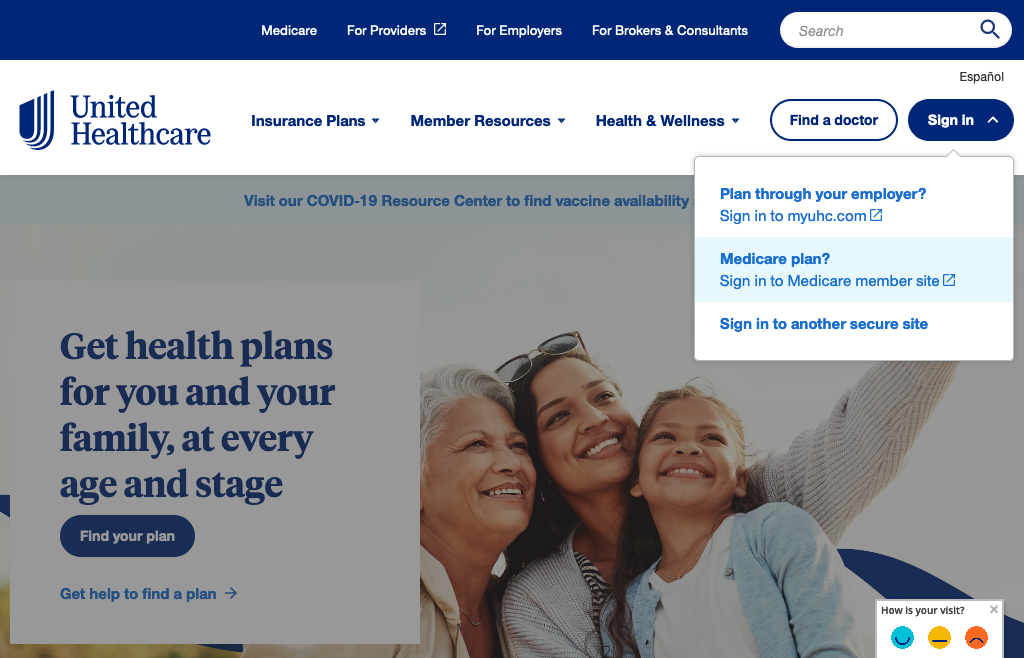 Medicare
For Providers
For Employers
For Brokers & Consultants
Search
Español
United
Healthcare
Insurance Plans
Member Resources
Health & Wellness
Find a doctor
Sign in
Visit our COVID-19 Resource Center to find vaccine availability
Plan through your employer?
Sign in to myuhc.com
Medicare plan?
Sign in to Medicare member site
Sign in to another secure site
Get health plans
for you and your
family, at every
age and stage
Find your plan
Get help to find a plan
How is your visit?